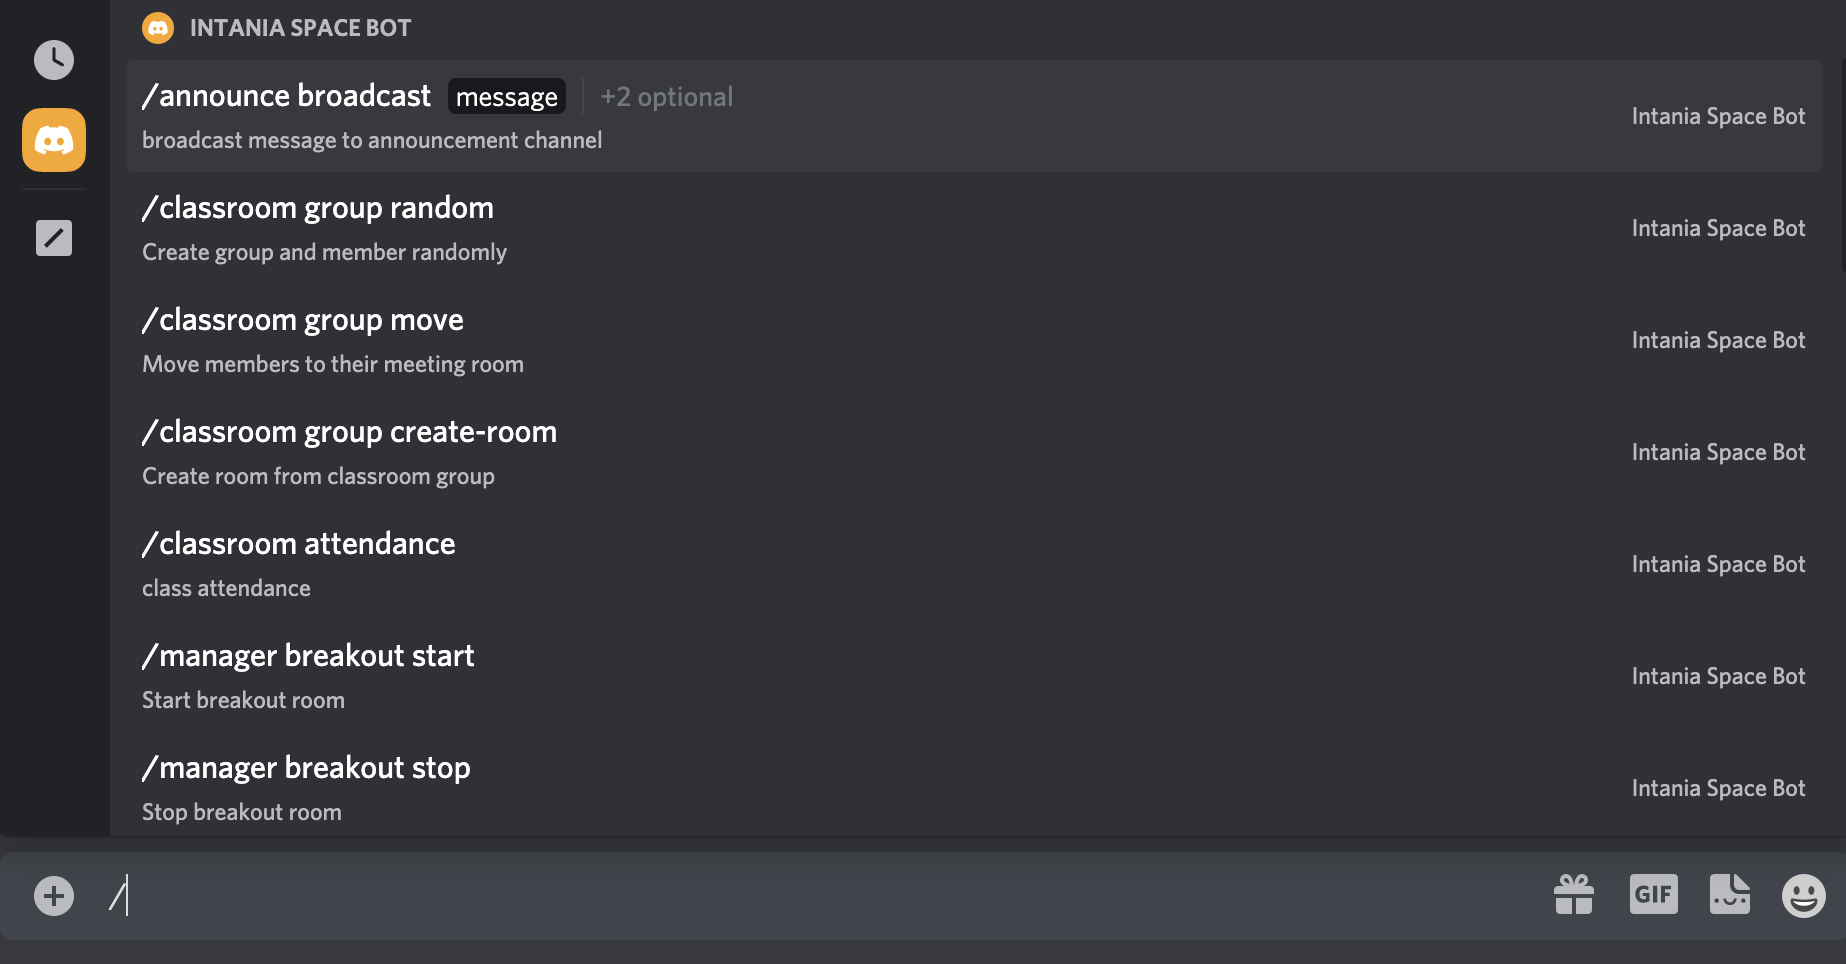 INTANIA SPACE BOT
/announce broadcast message +2 optional
broadcast message to announcement channel
Intania Space Bot
/classroom group random
Create group and member randomly
Intania Space Bot
/classroom group move
Move members to their meeting room
Intania Space Bot
/classroom group create-room
Create room from classroom group
Intania Space Bot
/classroom attendance
class attendance
Intania Space Bot
/manager breakout start
Start breakout room
Intania Space Bot
/manager breakout stop
Stop breakout room
Intania Space Bot
/
GIF